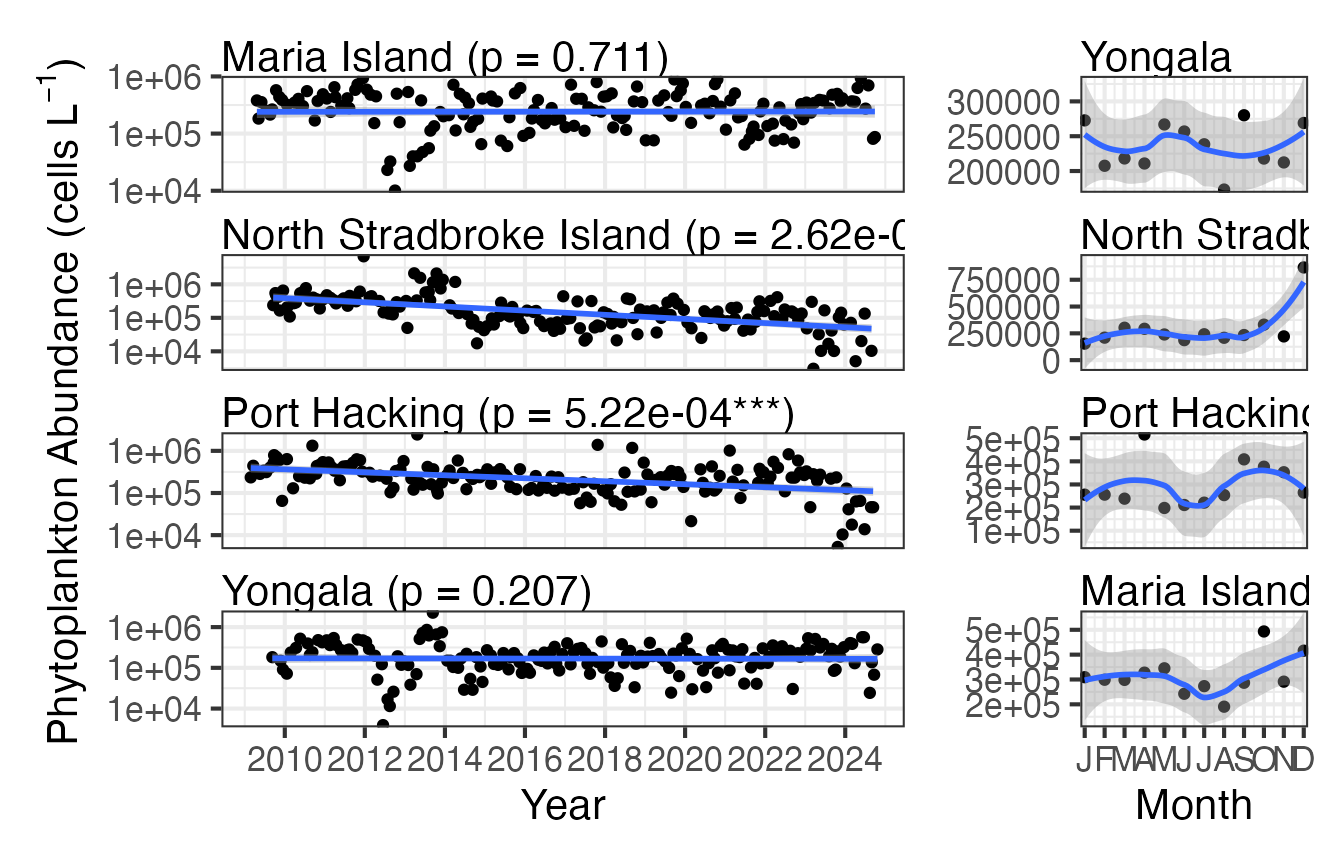 Phytoplankton Abundance (cells L⁻¹)
Maria Island (p = 0.711)
1e+06
1e+05
1e+04
North Stradbroke Island (p = 2.62e-0
1e+06
1e+05
1e+04
Port Hacking (p = 5.22e-04***)
1e+06
1e+05
1e+04
Yongala (p = 0.207)
1e+06
1e+05
1e+04
2010 2012 2014 2016 2018 2020 2022 2024
Year
Yongala
300000
250000
200000
North Stradb
750000
500000
250000
0
Port Hacking
5e+05
4e+05
3e+05
2e+05
1e+05
Maria Island
5e+05
4e+05
3e+05
2e+05
J F M A M J J A S O N D
Month